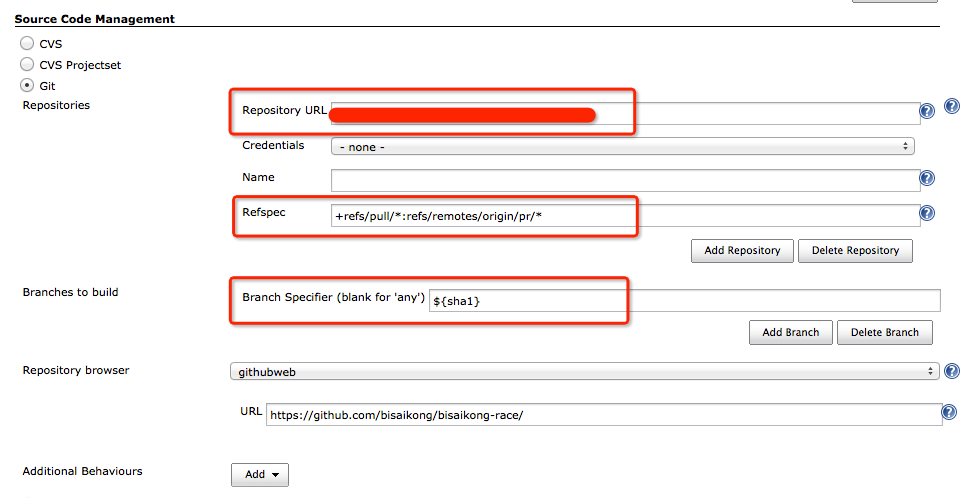 Source Code Management
CVS
CVS Projectset
Git
Repositories
Repository URL
Credentials - none -
Name
Refspec +refs/pull/*:refs/remotes/origin/pr/*
Add Repository Delete Repository
Branches to build Branch Specifier (blank for 'any') ${sha1}
Add Branch Delete Branch
Repository browser githubweb
URL https://github.com/bisaikong/bisaikong-race/
Additional Behaviours Add